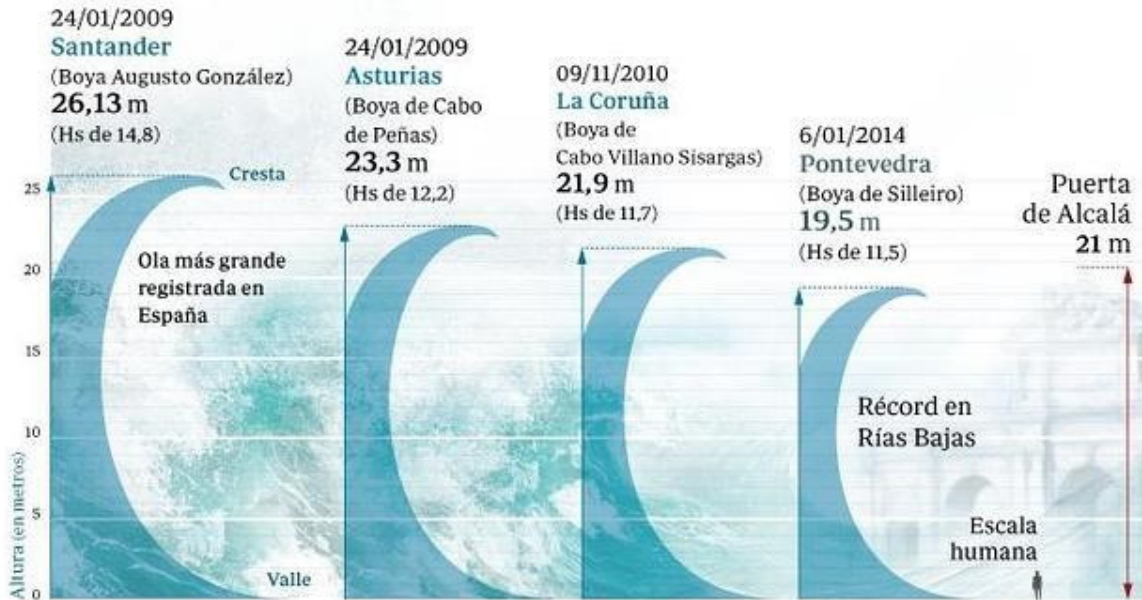 24/01/2009
Santander
(Boya Augusto González)
26,13 m
(Hs de 14,8)
24/01/2009
Asturias
(Boya de Cabo
de Peñas)
23,3 m
(Hs de 12,2)
09/11/2010
La Coruña
(Boya de
Cabo Villano Sisargas)
21,9 m
(Hs de 11,7)
6/01/2014
Pontevedra
(Boya de Silleiro)
19,5 m
(Hs de 11,5)
Puerta
de Alcalá
21 m
Cresta
Ola más grande
registrada en
España
Valle
Récord en
Rías Bajas
Escala
humana
Altura (en metros)
25
20
15
10
5
0